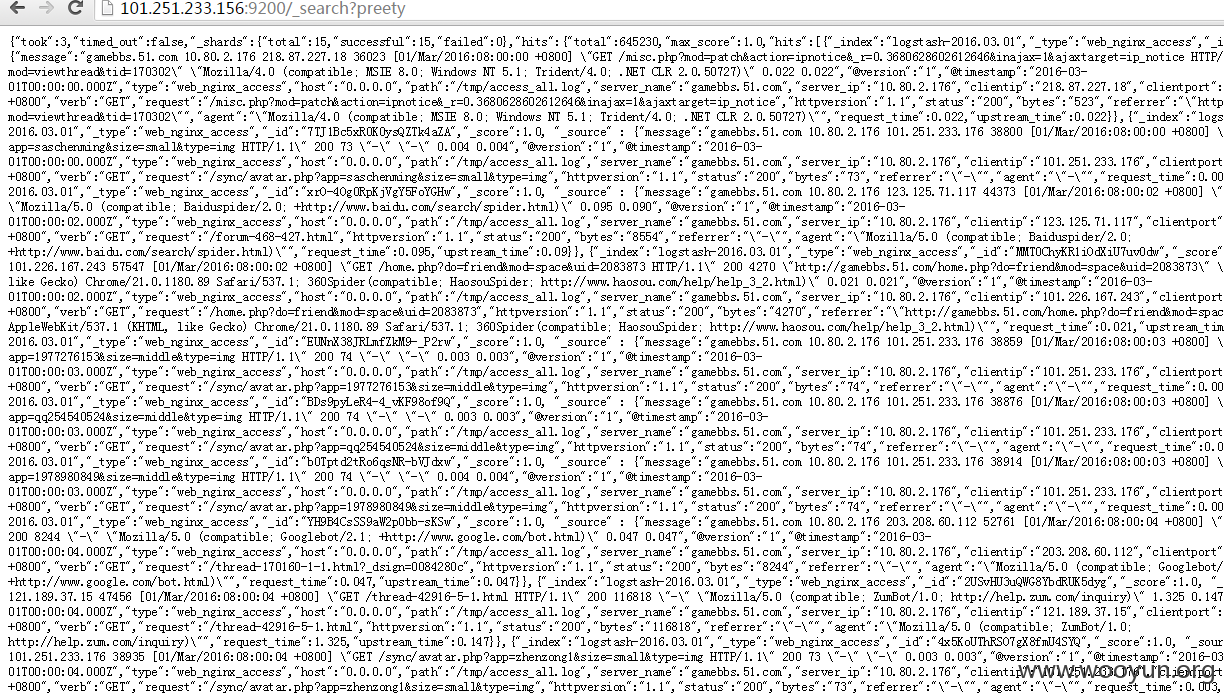 101.251.233.156:9200/_search?preety
{"took":3,"timed_out":false,"_shards":{"total":15,"successful":15,"failed":0},"hits":{"total":645230,"max_score":1.0,"hits":[{"_index":"logstash-2016.03.01","_type":"web_nginx_access","_i
{"message":"gamebbs.51.com 10.80.2.176 218.87.227.18 36023 [01/Mar/2016:08:00:00 +0800] \"GET /misc.php?mod=patch&action=ipnotice&_r=0.3680628602612646&inajax=1&ajaxtarget=ip_notice HTTP/
mod=viewthread&tid=170302\" \"Mozilla/4.0 (compatible; MSIE 8.0; Windows NT 5.1; Trident/4.0; .NET CLR 2.0.50727)\" 0.022 0.022","@version":"1","@timestamp":"2016-03-
01T00:00:00.000Z","type":"web_nginx_access","host":"0.0.0.0","path":"/tmp/access_all.log","server_name":"gamebbs.51.com","server_ip":"10.80.2.176","clientip":"218.87.227.18","clientport":
+0800","verb":"GET","request":"/misc.php?mod=patch&action=ipnotice&_r=0.3680628602612646&inajax=1&ajaxtarget=ip_notice","httpversion":"1.1","status":"200","bytes":"523","referrer":"\"http
mod=viewthread&tid=170302\"","agent":"\"Mozilla/4.0 (compatible; MSIE 8.0; Windows NT 5.1; Trident/4.0; .NET CLR 2.0.50727)\"","request_time":0.022,"upstream_time":0.022}},{"_index":"logs
2016.03.01","_type":"web_nginx_access","_id":"7TJ1Bc5xROK0ysQZTk4aZA","_score":1.0, "_source" : {"message":"gamebbs.51.com 10.80.2.176 101.251.233.176 38800 [01/Mar/2016:08:00:00 +0800] \
app=saschenming&size=small&type=img HTTP/1.1\" 200 73 \"-\" \"-\" 0.004 0.004","@version":"1","@timestamp":"2016-03-
01T00:00:00.000Z","type":"web_nginx_access","host":"0.0.0.0","path":"/tmp/access_all.log","server_name":"gamebbs.51.com","server_ip":"10.80.2.176","clientip":"101.251.233.176","clientport
+0800","verb":"GET","request":"/sync/avatar.php?app=saschenming&size=small&type=img","httpversion":"1.1","status":"200","bytes":"73","referrer":"\"-\"","agent":"\"-\"","request_time":0.00
2016.03.01","_type":"web_nginx_access","_id":"xrO-4OgORpKjVgY5FoYGHw","_score":1.0, "_source" : {"message":"gamebbs.51.com 10.80.2.176 123.125.71.117 44373 [01/Mar/2016:08:00:02 +0800] \"
\"Mozilla/5.0 (compatible; Baiduspider/2.0; +http://www.baidu.com/search/spider.html)\" 0.095 0.090","@version":"1","@timestamp":"2016-03-
01T00:00:02.000Z","type":"web_nginx_access","host":"0.0.0.0","path":"/tmp/access_all.log","server_name":"gamebbs.51.com","server_ip":"10.80.2.176","clientip":"123.125.71.117","clientport"
+0800","verb":"GET","request":"/forum-468-427.html","httpversion":"1.1","status":"200","bytes":"8554","referrer":"\"-\"","agent":"\"Mozilla/5.0 (compatible; Baiduspider/2.0;
+http://www.baidu.com/search/spider.html)\"","request_time":0.095,"upstream_time":0.09}},{"_index":"logstash-2016.03.01","_type":"web_nginx_access","_id":"MMTOChyKR1iOdXiU7uv0dw","_score"
101.226.167.243 57547 [01/Mar/2016:08:00:02 +0800] \"GET /home.php?do=friend&mod=space&uid=2083873 HTTP/1.1\" 200 4270 \"http://gamebbs.51.com/home.php?do=friend&mod=space&uid=2083873\" \
like Gecko) Chrome/21.0.1180.89 Safari/537.1; 360Spider(compatible; HaosouSpider; http://www.haosou.com/help/help_3_2.html)\" 0.021 0.021","@version":"1","@timestamp":"2016-03-
01T00:00:02.000Z","type":"web_nginx_access","host":"0.0.0.0","path":"/tmp/access_all.log","server_name":"gamebbs.51.com","server_ip":"10.80.2.176","clientip":"101.226.167.243","clientport
+0800","verb":"GET","request":"/home.php?do=friend&mod=space&uid=2083873","httpversion":"1.1","status":"200","bytes":"4270","referrer":"\"http://gamebbs.51.com/home.php?do=friend&mod=spac
AppleWebKit/537.1 (KHTML, like Gecko) Chrome/21.0.1180.89 Safari/537.1; 360Spider(compatible; HaosouSpider; http://www.haosou.com/help/help_3_2.html)\"","request_time":0.021,"upstream_tim
2016.03.01","_type":"web_nginx_access","_id":"EUNnX38JRLmfZkM9-_P2rw","_score":1.0, "_source" : {"message":"gamebbs.51.com 10.80.2.176 101.251.233.176 38859 [01/Mar/2016:08:00:03 +0800] \
app=1977276153&size=middle&type=img HTTP/1.1\" 200 74 \"-\" \"-\" 0.003 0.003","@version":"1","@timestamp":"2016-03-
01T00:00:03.000Z","type":"web_nginx_access","host":"0.0.0.0","path":"/tmp/access_all.log","server_name":"gamebbs.51.com","server_ip":"10.80.2.176","clientip":"101.251.233.176","clientport
+0800","verb":"GET","request":"/sync/avatar.php?app=1977276153&size=middle&type=img","httpversion":"1.1","status":"200","bytes":"74","referrer":"\"-\"","agent":"\"-\"","request_time":0.00
2016.03.01","_type":"web_nginx_access","_id":"BDs9pyLeR4-4_vKF98of9Q","_score":1.0, "_source" : {"message":"gamebbs.51.com 10.80.2.176 101.251.233.176 38876 [01/Mar/2016:08:00:03 +0800] \
app=qq254540524&size=middle&type=img HTTP/1.1\" 200 74 \"-\" \"-\" 0.003 0.003","@version":"1","@timestamp":"2016-03-
01T00:00:03.000Z","type":"web_nginx_access","host":"0.0.0.0","path":"/tmp/access_all.log","server_name":"gamebbs.51.com","server_ip":"10.80.2.176","clientip":"101.251.233.176","clientport
+0800","verb":"GET","request":"/sync/avatar.php?app=qq254540524&size=middle&type=img","httpversion":"1.1","status":"200","bytes":"74","referrer":"\"-\"","agent":"\"-\"","request_time":0.0
2016.03.01","_type":"web_nginx_access","_id":"b0Tptd2tRo6qsNR-bVJdxw","_score":1.0, "_source" : {"message":"gamebbs.51.com 10.80.2.176 101.251.233.176 38914 [01/Mar/2016:08:00:03 +0800] \
app=1978980849&size=middle&type=img HTTP/1.1\" 200 74 \"-\" \"-\" 0.004 0.004","@version":"1","@timestamp":"2016-03-
01T00:00:03.000Z","type":"web_nginx_access","host":"0.0.0.0","path":"/tmp/access_all.log","server_name":"gamebbs.51.com","server_ip":"10.80.2.176","clientip":"101.251.233.176","clientport
+0800","verb":"GET","request":"/sync/avatar.php?app=1978980849&size=middle&type=img","httpversion":"1.1","status":"200","bytes":"74","referrer":"\"-\"","agent":"\"-\"","request_time":0.00
2016.03.01","_type":"web_nginx_access","_id":"YH9B4CsSS9aW2p0bb-sKSw","_score":1.0, "_source" : {"message":"gamebbs.51.com 10.80.2.176 203.208.60.112 52761 [01/Mar/2016:08:00:04 +0800] \"
200 8244 \"-\" \"Mozilla/5.0 (compatible; Googlebot/2.1; +http://www.google.com/bot.html)\" 0.047 0.047","@version":"1","@timestamp":"2016-03-
01T00:00:04.000Z","type":"web_nginx_access","host":"0.0.0.0","path":"/tmp/access_all.log","server_name":"gamebbs.51.com","server_ip":"10.80.2.176","clientip":"203.208.60.112","clientport"
+0800","verb":"GET","request":"/thread-170160-1-1.html?_dsign=0084280c","httpversion":"1.1","status":"200","bytes":"8244","referrer":"\"-\"","agent":"\"Mozilla/5.0 (compatible; Googlebot/
+http://www.google.com/bot.html)\"","request_time":0.047,"upstream_time":0.047}},{"_index":"logstash-2016.03.01","_type":"web_nginx_access","_id":"2USvHU3uQWG8YbdRUK5dyg","_score":1.0, "_
121.189.37.15 47456 [01/Mar/2016:08:00:04 +0800] \"GET /thread-42916-5-1.html HTTP/1.1\" 200 116818 \"-\" \"Mozilla/5.0 (compatible; ZumBot/1.0; http://help.zum.com/inquiry)\" 1.325 0.147
01T00:00:04.000Z","type":"web_nginx_access","host":"0.0.0.0","path":"/tmp/access_all.log","server_name":"gamebbs.51.com","server_ip":"10.80.2.176","clientip":"121.189.37.15","clientport":
+0800","verb":"GET","request":"/thread-42916-5-1.html","httpversion":"1.1","status":"200","bytes":"116818","referrer":"\"-\"","agent":"\"Mozilla/5.0 (compatible; ZumBot/1.0;
http://help.zum.com/inquiry)\"","request_time":1.325,"upstream_time":0.147}},{"_index":"logstash-2016.03.01","_type":"web_nginx_access","_id":"4x5KoUThRSO7gX8fmU4SYQ","_score":1.0, "_sour
101.251.233.176 38935 [01/Mar/2016:08:00:04 +0800] \"GET /sync/avatar.php?app=zhenzong1&size=small&type=img HTTP/1.1\" 200 73 \"-\" \"-\" 0.003 0.003","@version":"1","@timestamp":"2016-03
01T00:00:04.000Z","type":"web_nginx_access","host":"0.0.0.0","path":"/tmp/access_all.log","server_name":"gamebbs.51.com","server_ip":"10.80.2.176","clientip":"101.251.233.176","clientport
+0800","verb":"GET","request":"/sync/avatar.php?app=zhenzong1&size=small&type=img","httpversion":"1.1","status":"200","bytes":"73","referrer":"\"-\"","agent":"\"-\"","request_time":0.003,
www.wooyun.org